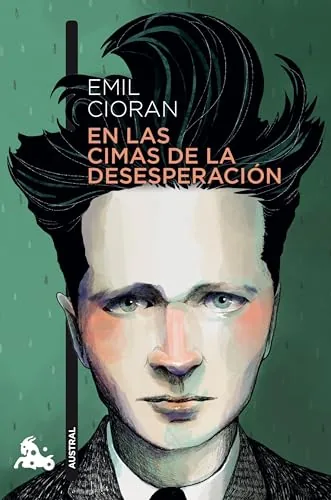 EMIL
CIORAN
EN LAS
CIMAS DE LA
DESESPERACIÓN
AUSTRAL